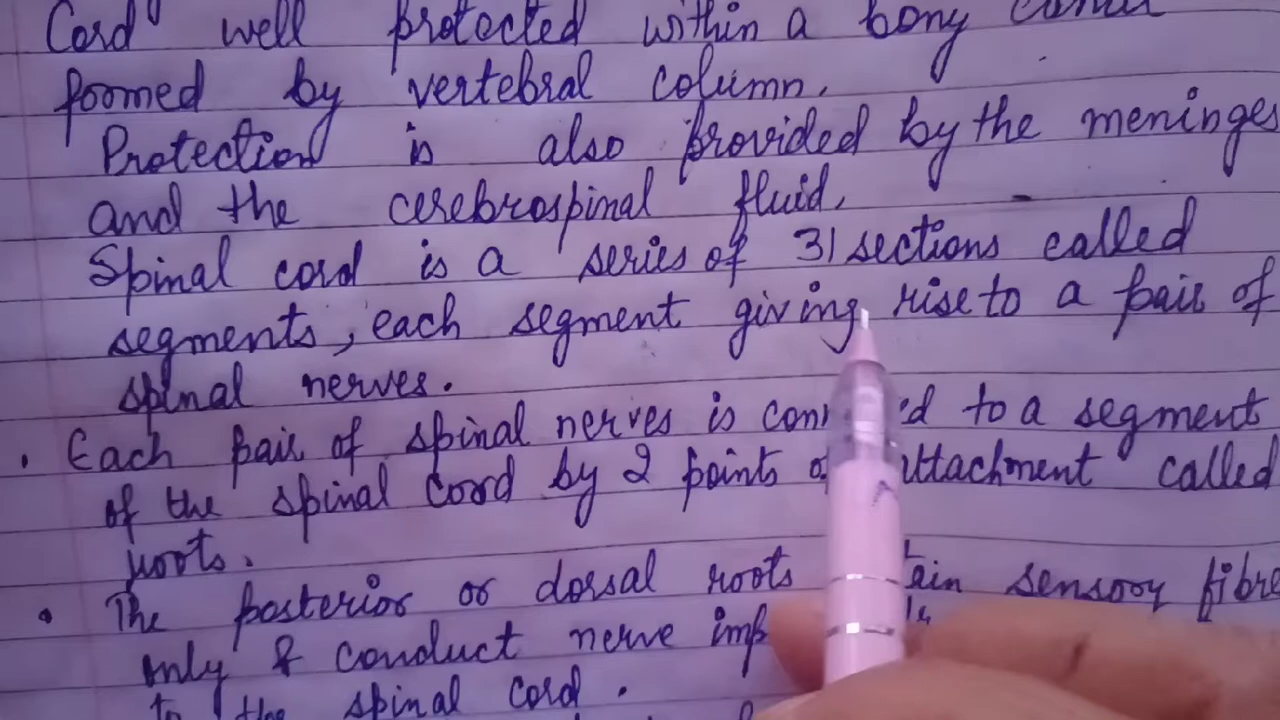 Cord well protected within a bony
formed by vertebral column.
Protection is also provided by the meninges
and the cerebrospinal fluid.
Spinal cord is a series of 31 sections called
segments, each segment giving rise to a pair of
spinal nerves.
. Each pair of spinal nerves is to a segment
of the spinal cord by 2 points attachment called
roots.
• The posterior or dorsal roots sensory
only & conduct nerve
to the spinal cord.